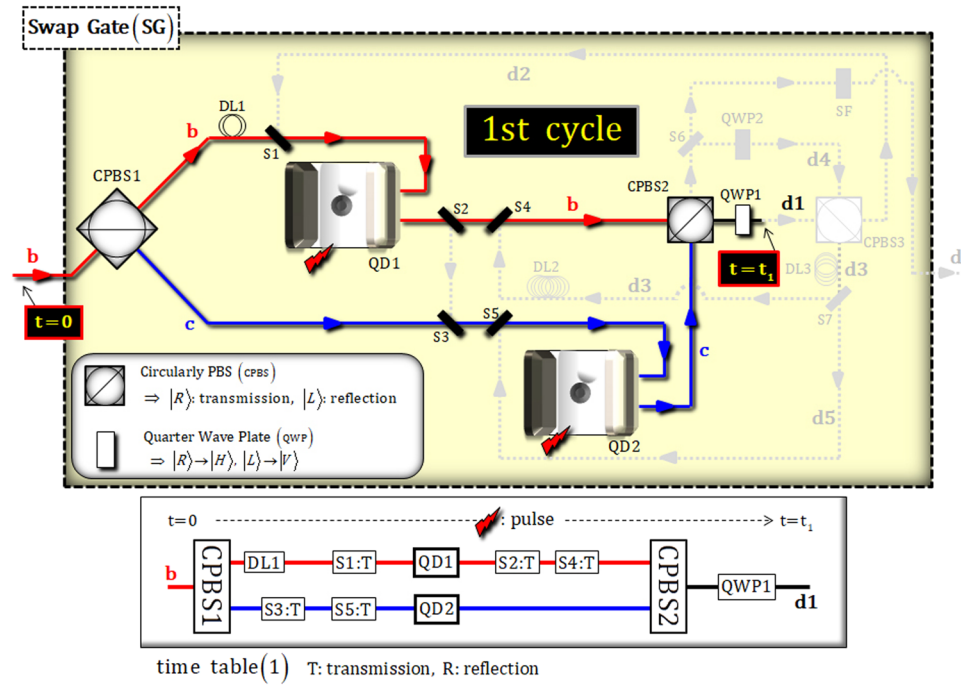 Swap Gate(SG)
d2
DL1
b
S1
1st cycle
SF
S6
QWP2
d4
CPBS1
CPBS2
QWP1
S2
S4
b
d1
CPBS3
QD1
b
t=0
t=t₁
DL2
d3
DL3
d3
d
c
S3
S5
S7
c
Circularly PBS (CPBS)
⇒ |R⟩: transmission, |L⟩: reflection
Quarter Wave Plate (QWP)
⇒ |R⟩→|H⟩, |L⟩→|V⟩
QD2
d5
t=0
: pulse
t=t₁
b
CPBS1
DL1
S1:T
QD1
S2:T
S4:T
CPBS2
QWP1
d1
S3:T
S5:T
QD2
time table(1) T: transmission, R: reflection